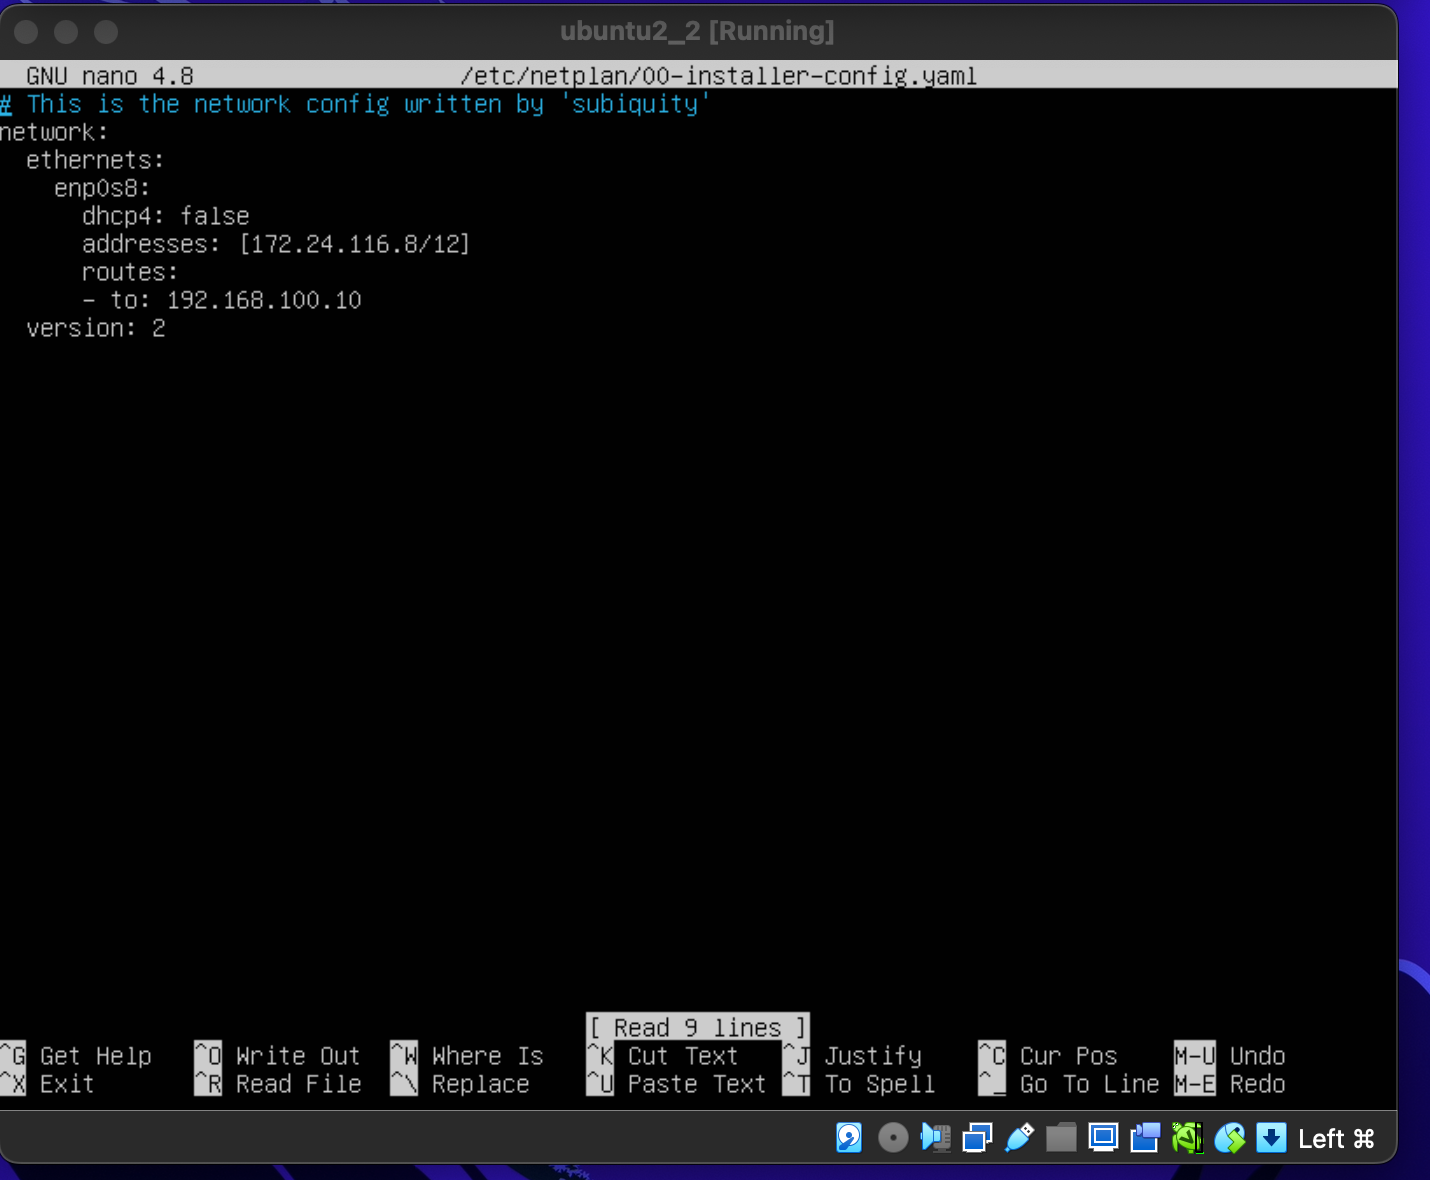 ubuntu2_2 [Running]
GNU nano 4.8 /etc/netplan/00-installer-config.yaml
# This is the network config written by 'subiquity'
network:
  ethernets:
    enp0s8:
      dhcp4: false
      addresses: [172.24.116.8/12]
      routes:
      - to: 192.168.100.10
  version: 2
[ Read 9 lines ]
^G Get Help ^O Write Out ^W Where Is ^K Cut Text ^J Justify ^C Cur Pos M-U Undo
^X Exit ^R Read File ^\ Replace ^U Paste Text ^T To Spell ^_ Go To Line M-E Redo
Left ⌘